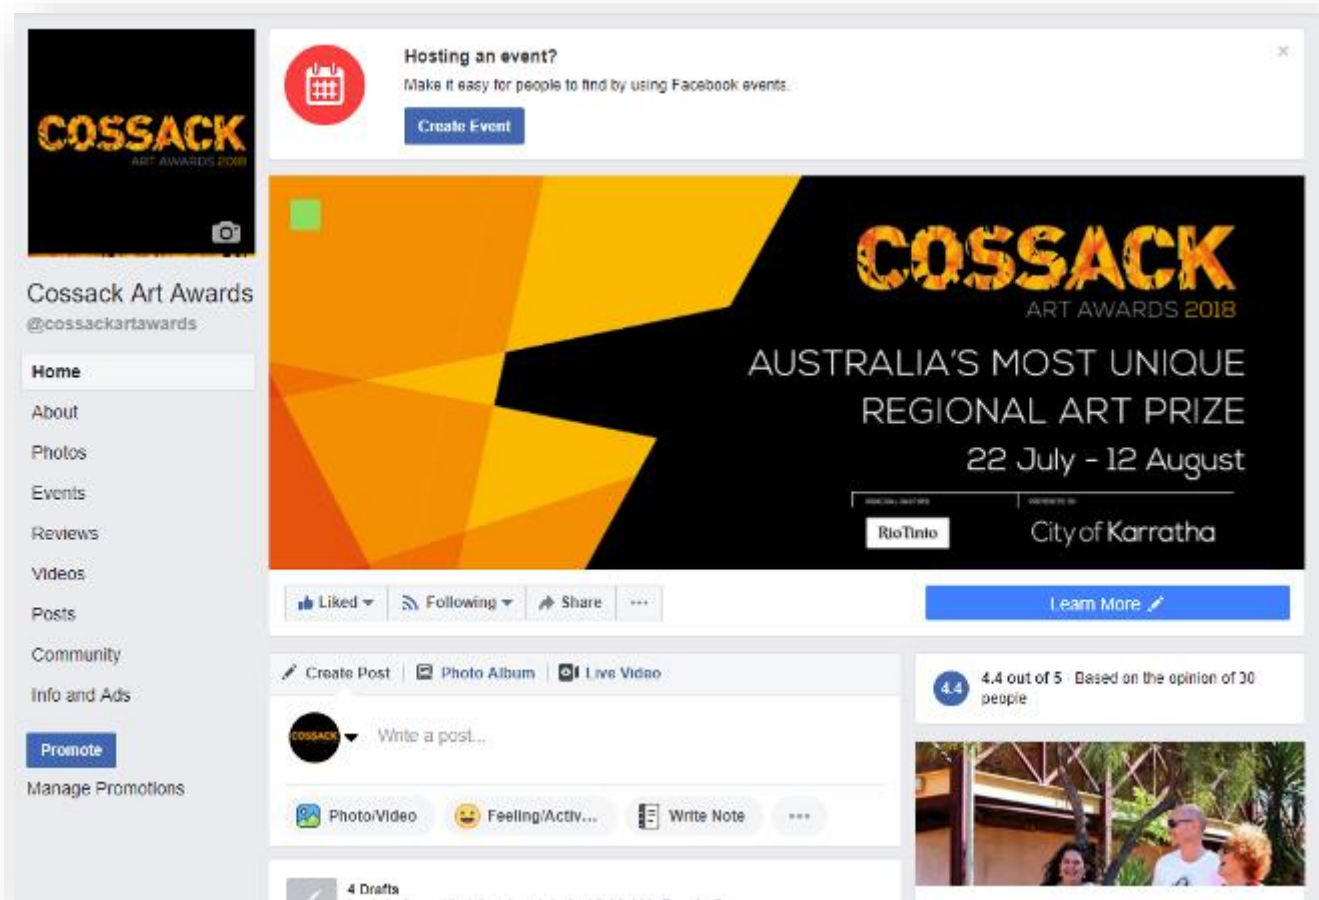 COSSACK
ART AWARDS 2018
Cossack Art Awards
@cossackartawards
Home
About
Photos
Events
Reviews
Videos
Posts
Community
Info and Ads
Promote
Manage Promotions
Hosting an event?
Make it easy for people to find by using Facebook events.
Create Event
COSSACK
ART AWARDS 2018
AUSTRALIA'S MOST UNIQUE
REGIONAL ART PRIZE
22 July - 12 August
RioTinto
City of Karratha
Liked
Following
Share
Learn More
Create Post
Photo Album
Live Video
COSSACK
Write a post...
Photo/Video
Feeling/Activ...
Write Note
4 Drafts
4.4
4.4 out of 5 · Based on the opinion of 30
people